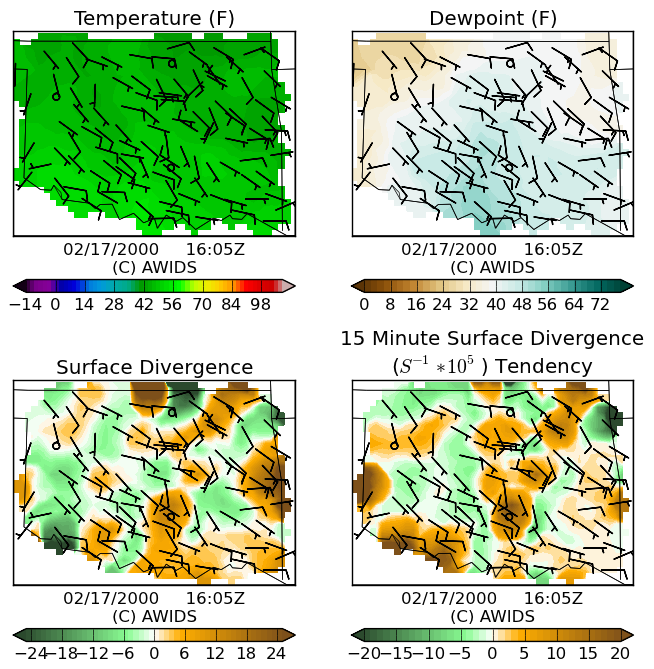 Temperature (F)
Dewpoint (F)
02/17/2000 16:05Z
(C) AWIDS
02/17/2000 16:05Z
(C) AWIDS
−14 0 14 28 42 56 70 84 98
0 8 16 24 32 40 48 56 64 72
Surface Divergence
15 Minute Surface Divergence
(S⁻¹ *10⁵ ) Tendency
02/17/2000 16:05Z
(C) AWIDS
02/17/2000 16:05Z
(C) AWIDS
−24 −18 −12 −6 0 6 12 18 24
−20 −15 −10 −5 0 5 10 15 20